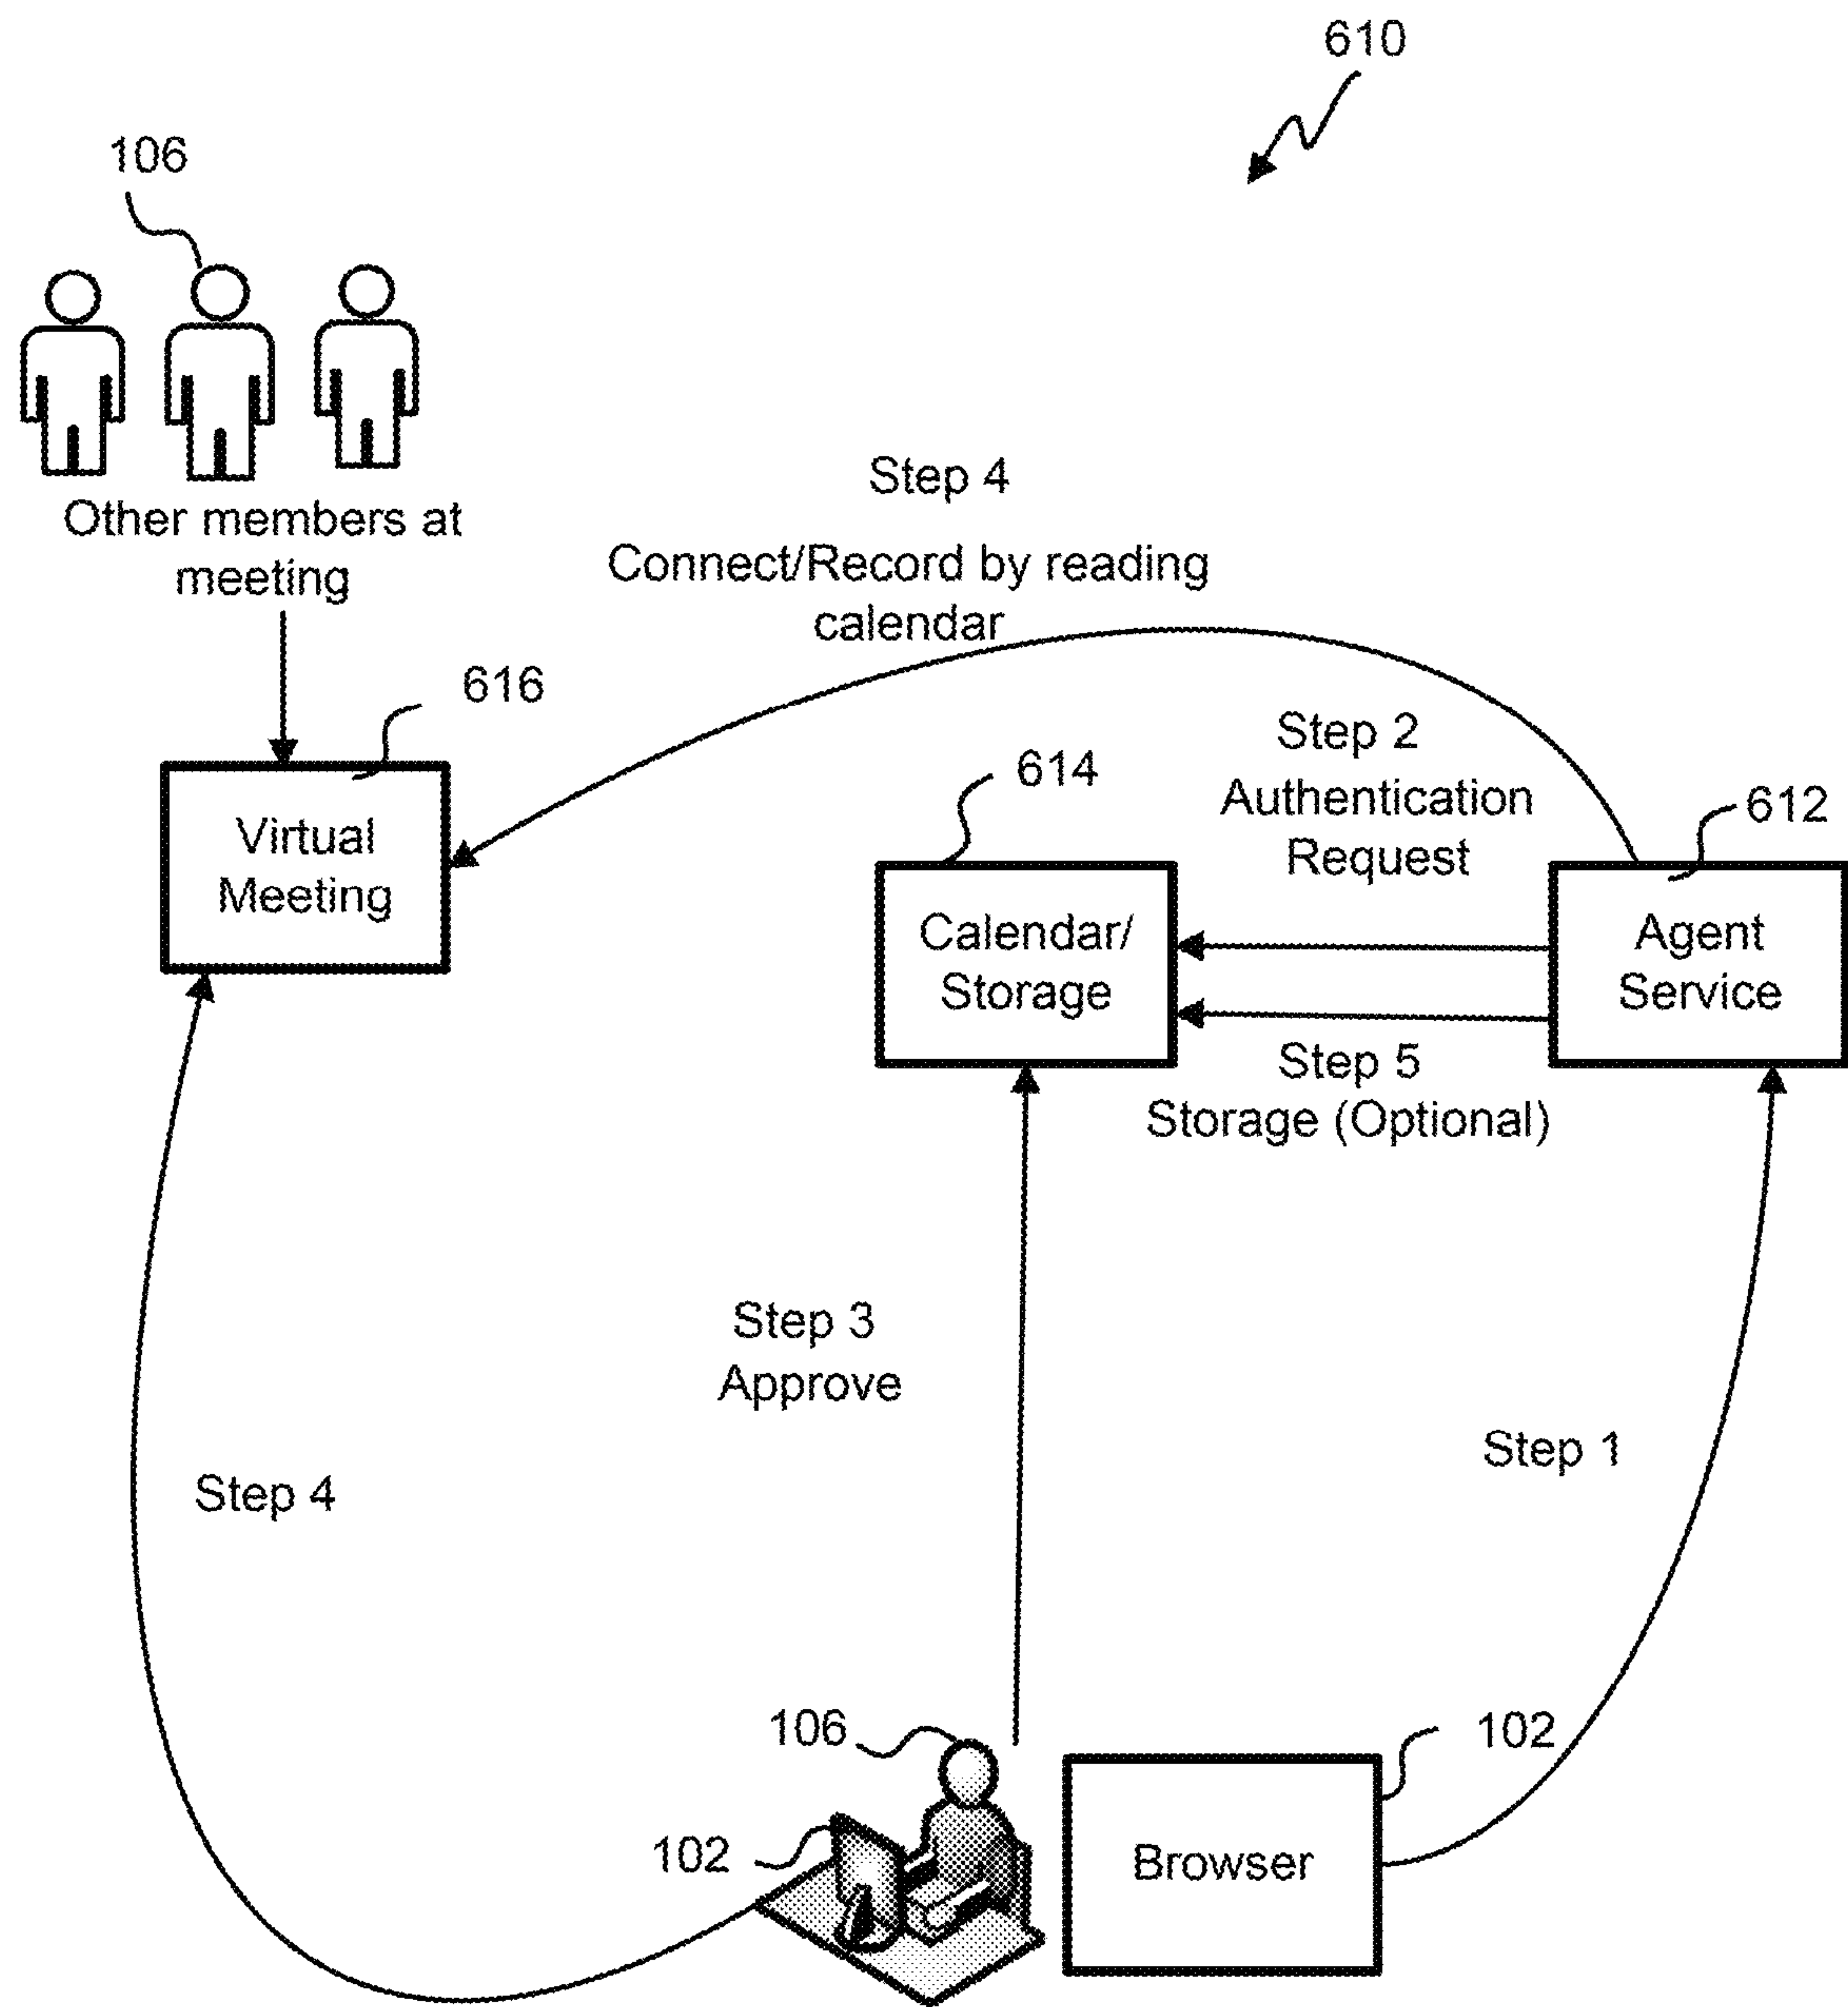 610
106
Other members at
meeting
Step 4
Connect/Record by reading
calendar
616
Virtual
Meeting
614
Step 2
Authentication
Request
612
Calendar/
Storage
Agent
Service
Step 5
Storage (Optional)
Step 3
Approve
Step 1
Step 4
106
102
102
Browser